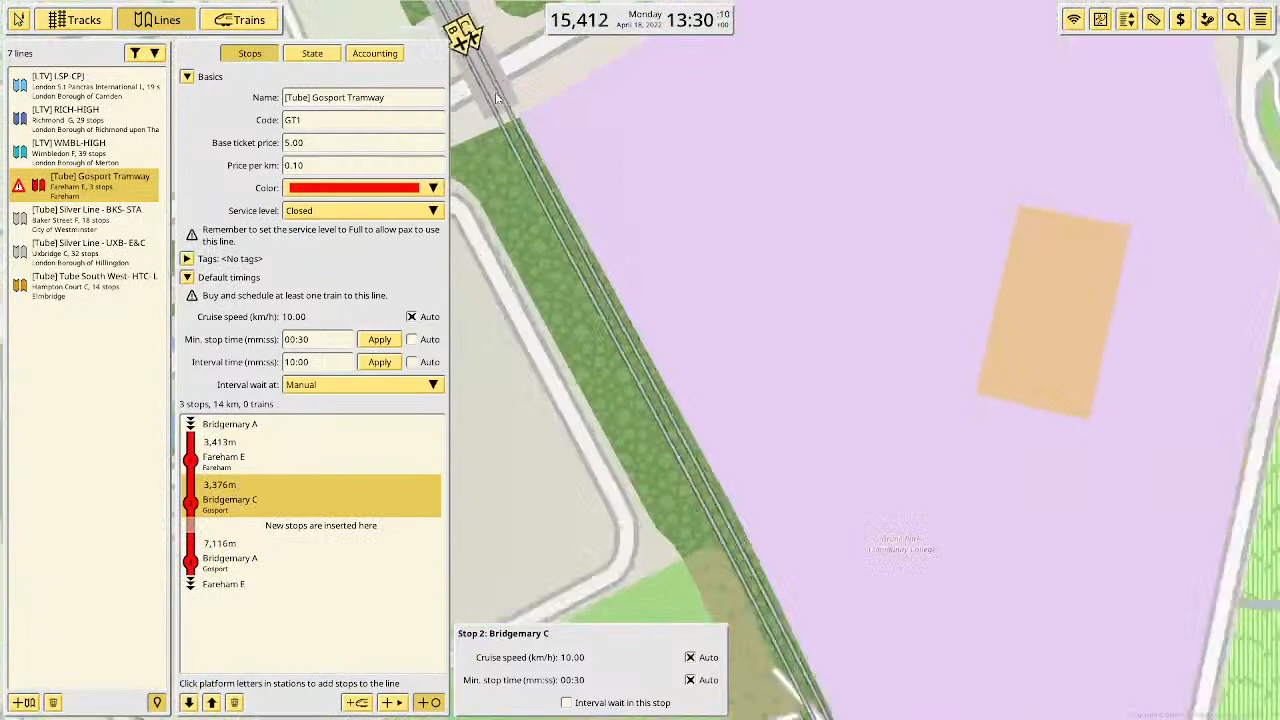 Tracks
Lines
Trains
15,412
Monday
April 18, 2022
13:30
:10
×00
$
7 lines
Stops
State
Accounting
[LTV] LSP-CPJ
London S.t Pancras International L, 19 s
London Borough of Camden
[LTV] RICH-HIGH
Richmond G, 29 stops
London Borough of Richmond upon Tha
[LTV] WMBL-HIGH
Wimbledon F, 39 stops
London Borough of Merton
[Tube] Gosport Tramway
Fareham E, 3 stops
Fareham
[Tube] Silver Line - BKS- STA
Baker Street F, 18 stops
City of Westminster
[Tube] Silver Line - UXB- E&C
Uxbridge C, 32 stops
London Borough of Hillingdon
[Tube] Tube South West- HTC- L
Hampton Court C, 14 stops
Elmbridge
Basics
Name: [Tube] Gosport Tramway
Code: GT1
Base ticket price: 5.00
Price per km: 0.10
Color:
Service level: Closed
Remember to set the service level to Full to allow pax to use
this line.
Tags: <No tags>
Default timings
Buy and schedule at least one train to this line.
Cruise speed (km/h): 10.00 Auto
Min. stop time (mm:ss): 00:30 Apply Auto
Interval time (mm:ss): 10:00 Apply Auto
Interval wait at: Manual
3 stops, 14 km, 0 trains
Bridgemary A
3,413m
Fareham E
Fareham
3,376m
Bridgemary C
Gosport
New stops are inserted here
7,116m
Bridgemary A
Gosport
Fareham E
Click platform letters in stations to add stops to the line
Stop 2: Bridgemary C
Cruise speed (km/h): 10.00 Auto
Min. stop time (mm:ss): 00:30 Auto
Interval wait in this stop
Community College